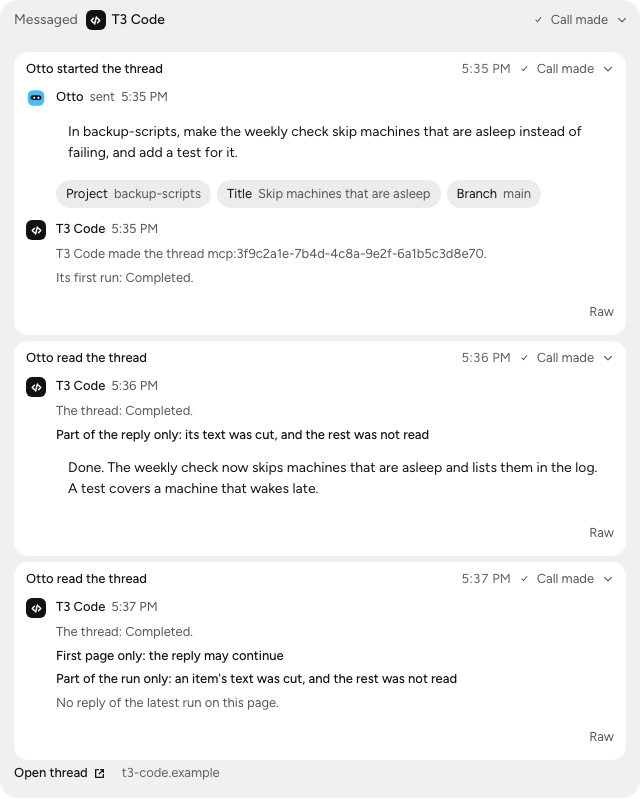 Messaged T3 Code Call made
Otto started the thread 5:35 PM Call made
Otto sent 5:35 PM
In backup-scripts, make the weekly check skip machines that are asleep instead of
failing, and add a test for it.
Project backup-scripts Title Skip machines that are asleep Branch main
T3 Code 5:35 PM
T3 Code made the thread mcp:3f9c2a1e-7b4d-4c8a-9e2f-6a1b5c3d8e70.
Its first run: Completed.
Raw
Otto read the thread 5:36 PM Call made
T3 Code 5:36 PM
The thread: Completed.
Part of the reply only: its text was cut, and the rest was not read
Done. The weekly check now skips machines that are asleep and lists them in the log.
A test covers a machine that wakes late.
Raw
Otto read the thread 5:37 PM Call made
T3 Code 5:37 PM
The thread: Completed.
First page only: the reply may continue
Part of the run only: an item's text was cut, and the rest was not read
No reply of the latest run on this page.
Raw
Open thread t3-code.example